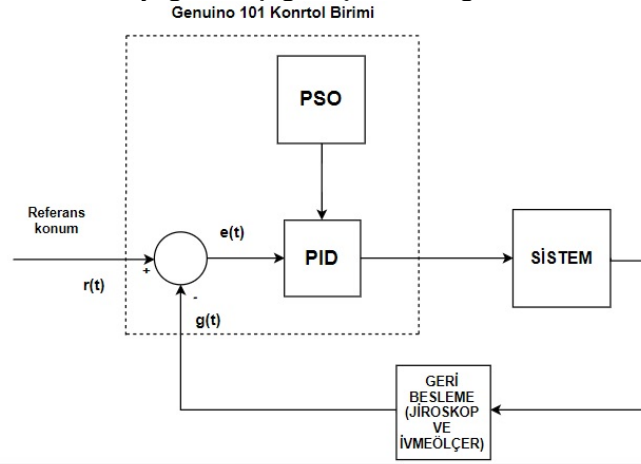 Genuino 101 Konrtol Birimi
PSO
Referans
konum
e(t)
PID
SİSTEM
+
r(t)
-
g(t)
GERİ
BESLEME
(JİROSKOP
VE
İVMEÖLÇER)